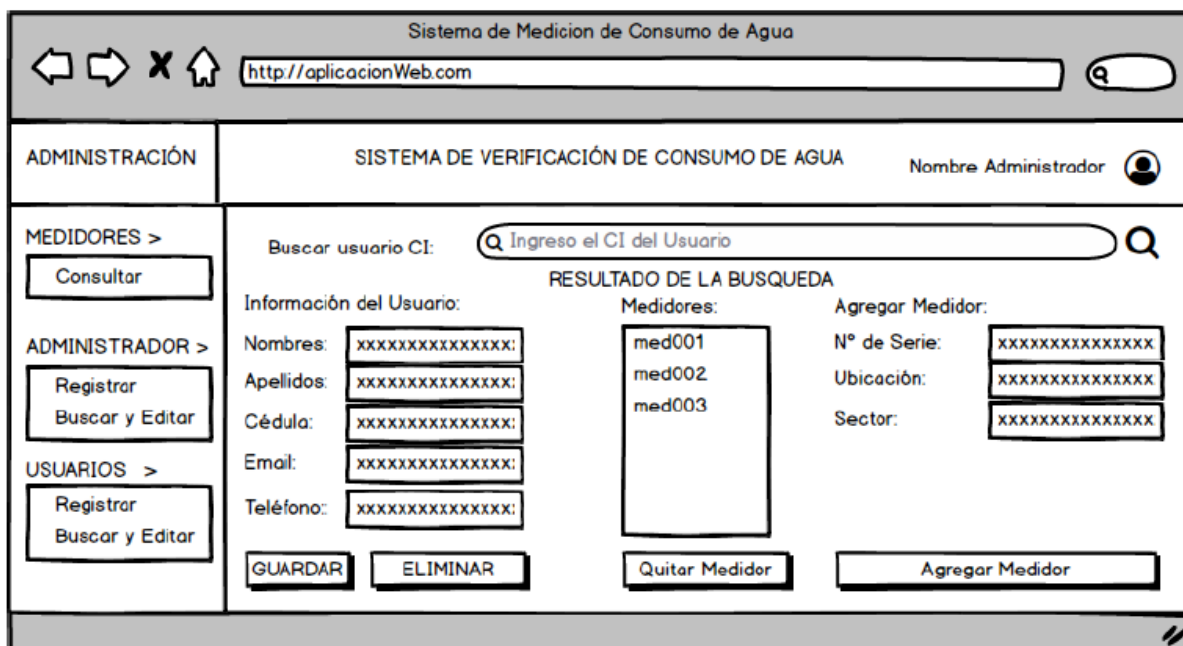 Sistema de Medicion de Consumo de Agua
http://aplicacionWeb.com
ADMINISTRACIÓN
SISTEMA DE VERIFICACIÓN DE CONSUMO DE AGUA
Nombre Administrador
MEDIDORES >
Consultar
ADMINISTRADOR >
Registrar
Buscar y Editar
USUARIOS >
Registrar
Buscar y Editar
Buscar usuario CI:
Ingreso el CI del Usuario
RESULTADO DE LA BUSQUEDA
Información del Usuario:
Nombres: xxxxxxxxxxxxxxx
Apellidos: xxxxxxxxxxxxxxx
Cédula: xxxxxxxxxxxxxxx
Email: xxxxxxxxxxxxxxx
Teléfono:: xxxxxxxxxxxxxxx
GUARDAR
ELIMINAR
Medidores:
med001
med002
med003
Quitar Medidor
Agregar Medidor:
N° de Serie: xxxxxxxxxxxxxxx
Ubicación: xxxxxxxxxxxxxxx
Sector: xxxxxxxxxxxxxxx
Agregar Medidor